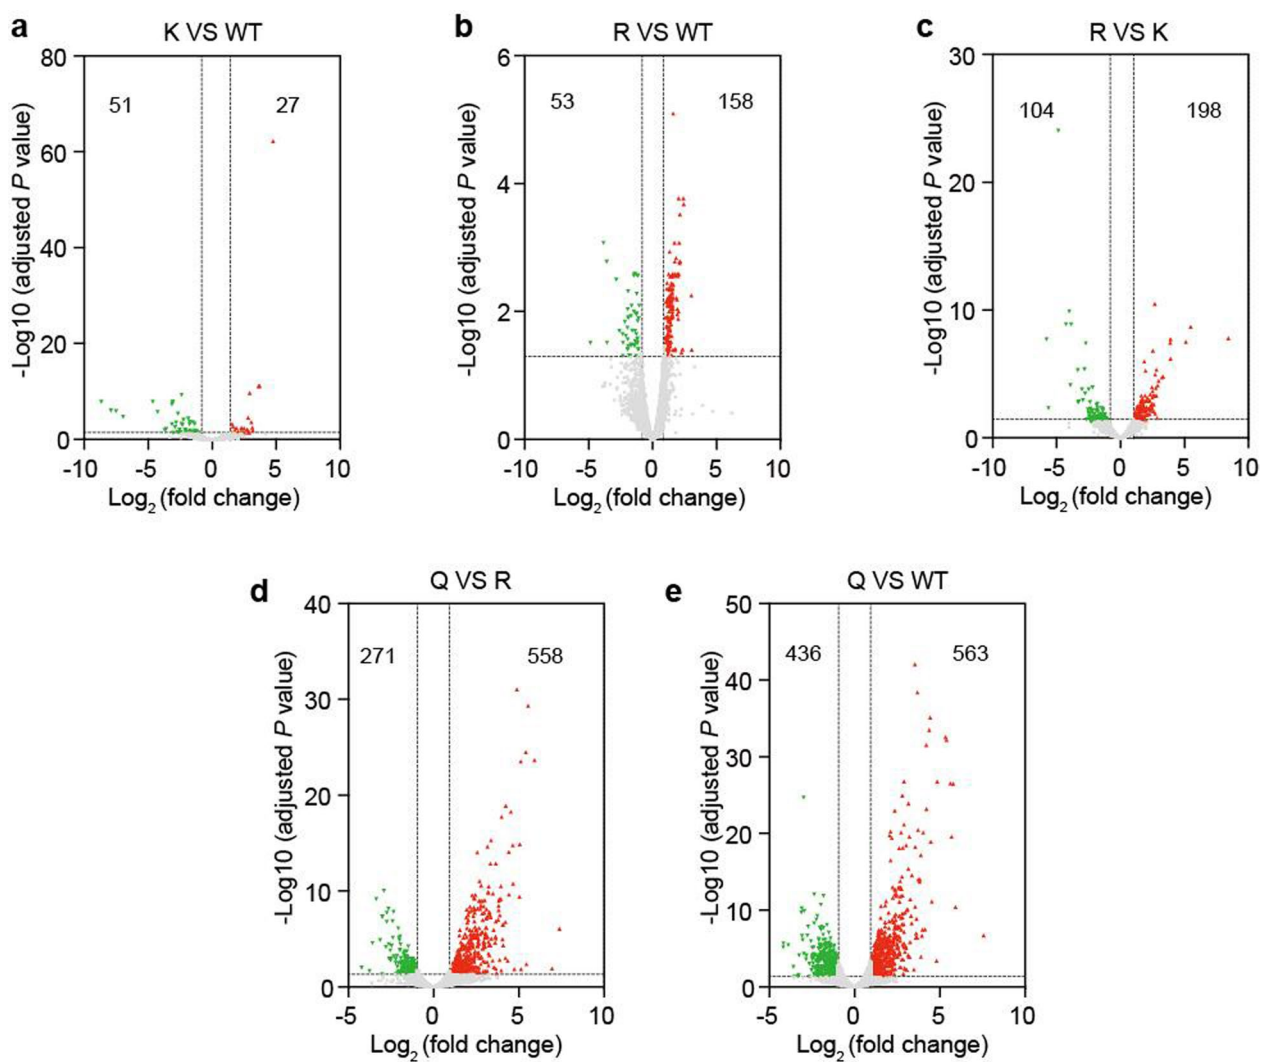 a
K VS WT
51
27
-Log10 (adjusted P value)
80
60
40
20
0
-10
-5
0
5
10
Log2 (fold change)
b
R VS WT
53
158
-Log10 (adjusted P value)
6
4
2
0
-10
-5
0
5
10
Log2 (fold change)
c
R VS K
104
198
-Log10 (adjusted P value)
30
20
10
0
-10
-5
0
5
10
Log2 (fold change)
d
Q VS R
271
558
-Log10 (adjusted P value)
40
30
20
10
0
-5
0
5
10
Log2 (fold change)
e
Q VS WT
436
563
-Log10 (adjusted P value)
50
40
30
20
10
0
-5
0
5
10
Log2 (fold change)